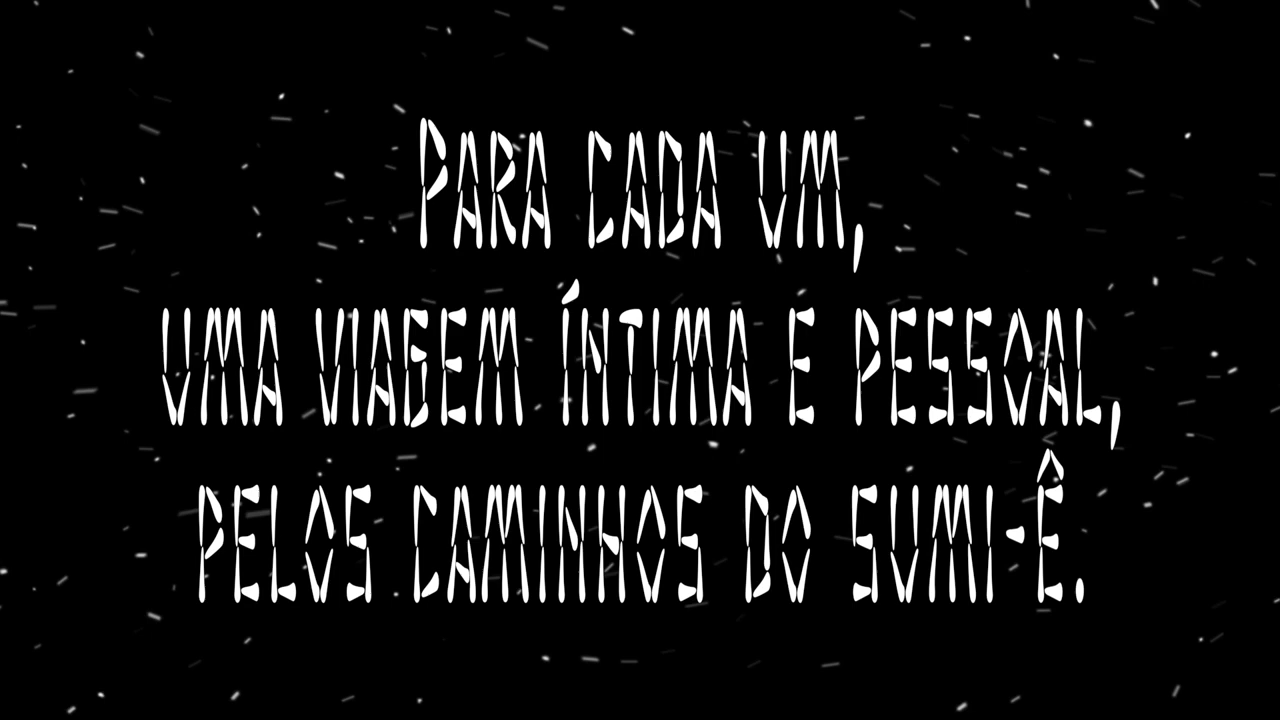 Para cada um,
uma viagem íntima e pessoal,
pelos caminhos do sumi-ê.